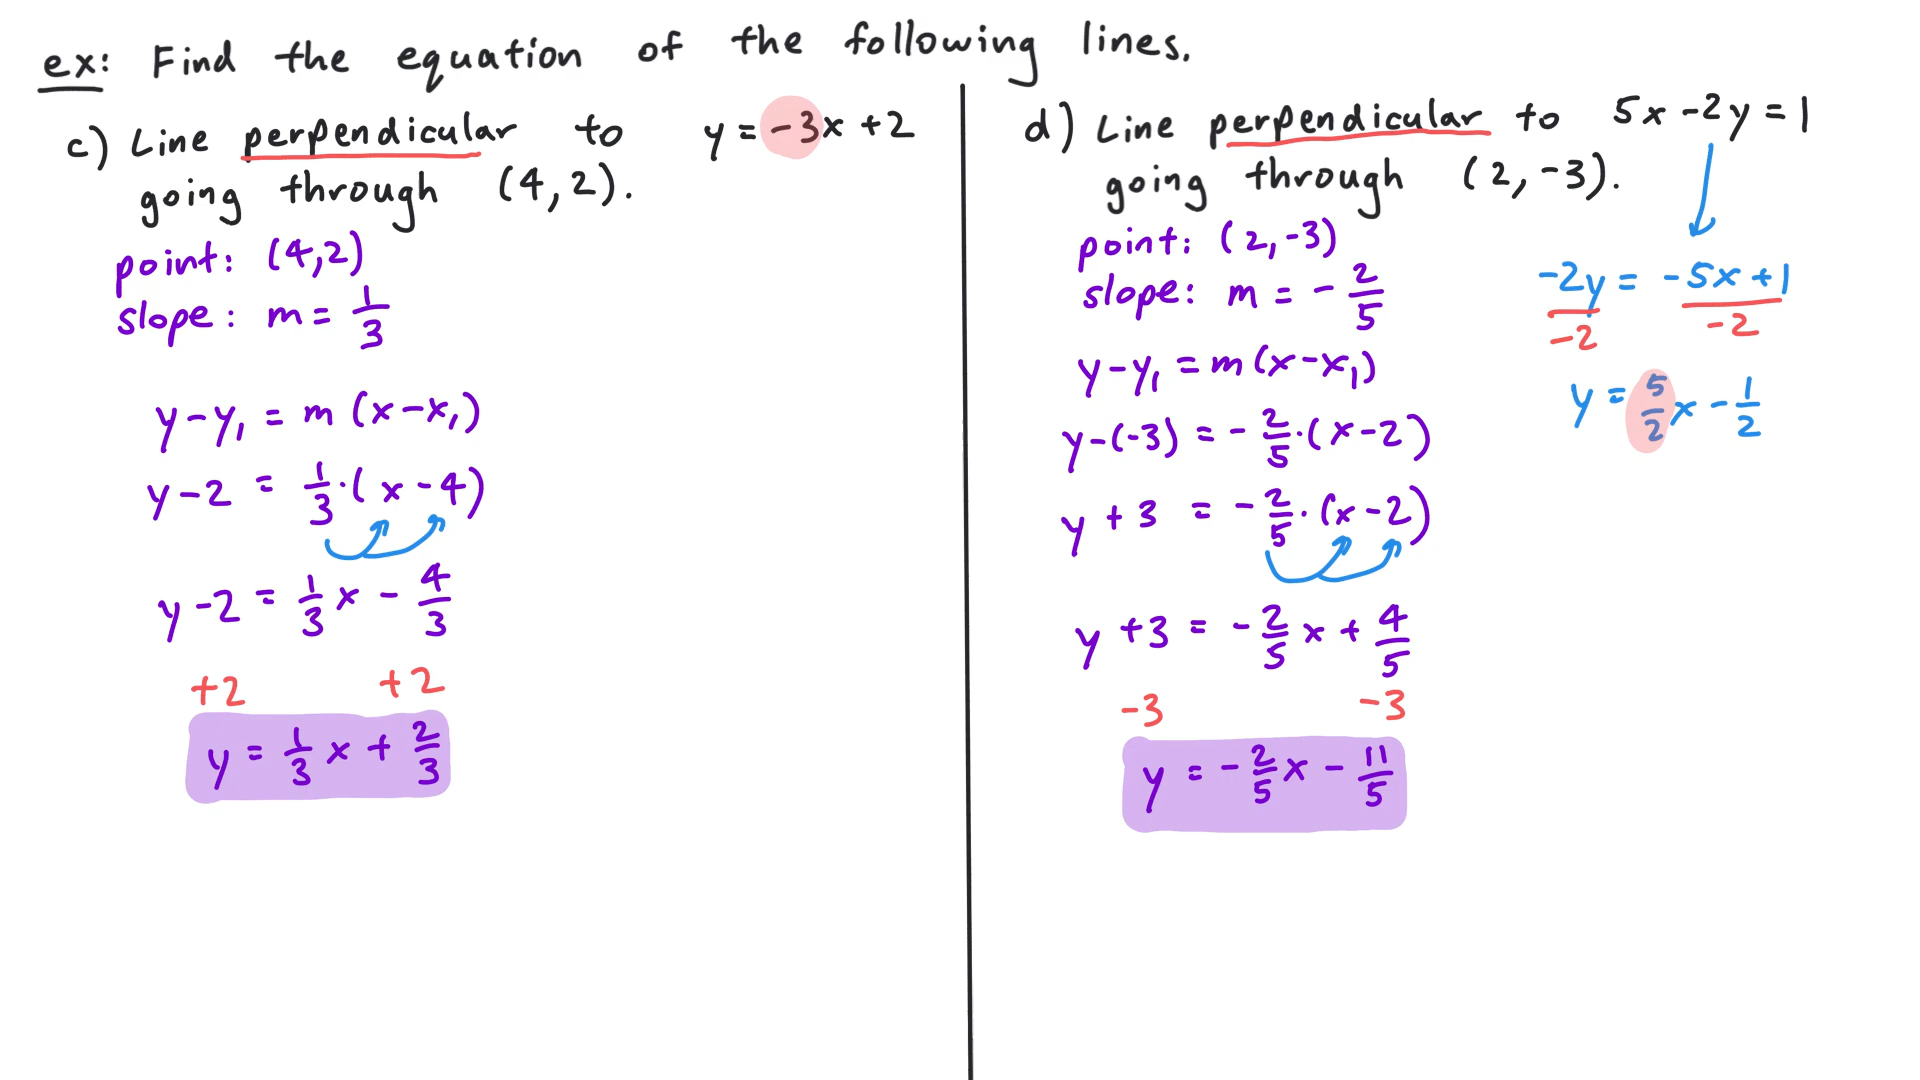 ex: Find the equation of the following lines.
c) Line perpendicular to y = -3x + 2
going through (4, 2).
point: (4,2)
slope: m = 1/3
y - y₁ = m (x - x₁)
y - 2 = 1/3 · (x - 4)
y - 2 = 1/3 x - 4/3
+2 +2
y = 1/3 x + 2/3
d) Line perpendicular to 5x - 2y = 1
going through (2, -3).
point: (2, -3)
slope: m = - 2/5
y - y₁ = m (x - x₁)
y - (-3) = - 2/5 · (x - 2)
y + 3 = - 2/5 · (x - 2)
y + 3 = - 2/5 x + 4/5
-3 -3
y = - 2/5 x - 11/5
-2y = -5x + 1
-2 -2
y = 5/2 x - 1/2